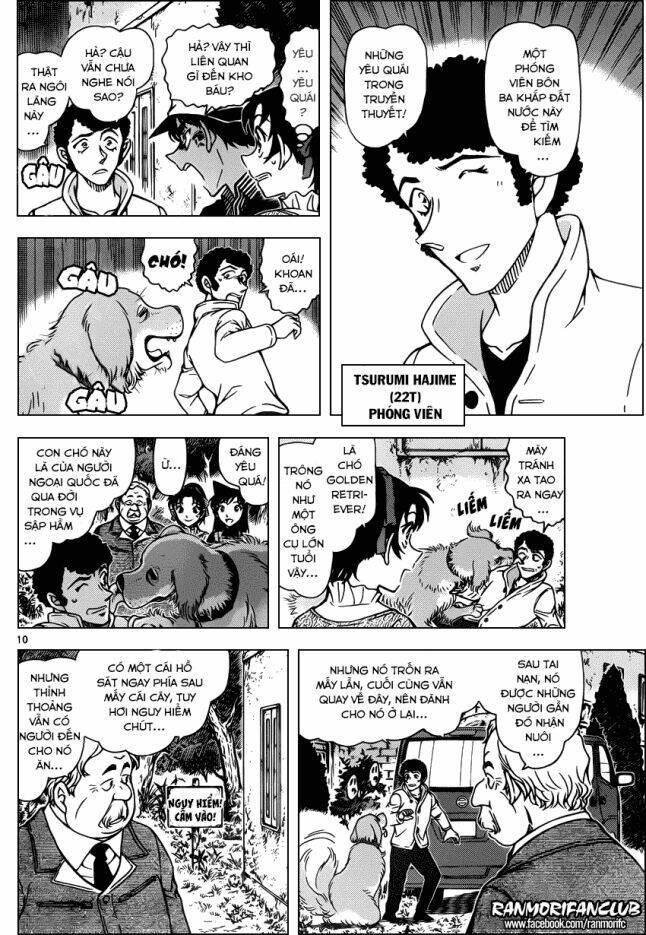 MỘT
PHÓNG
VIÊN BÔN
BA KHẮP ĐẤT
NƯỚC NÀY
ĐỂ TÌM
KIẾM
...
NHỮNG
YÊU QUÁI
TRONG
TRUYỀN
THUYẾT!
TSURUMI HAJIME
(22T)
PHÓNG VIÊN
YÊU
... YÊU
QUÁI
?
HẢ? VẬY THÌ
LIÊN QUAN
GÌ ĐẾN KHO
BÁU?
HẢ? CẬU
VẪN CHƯA
NGHE NÓI
SAO?
THẬT
RA NGÔI
LÀNG NÀY
...
GÂU
GÂU
OÁI!
KHOAN
ĐÃ...
CHÓ!
GÂU
GÂU
MÀY
TRÁNH
XA TAO
RA NGAY
...
LIẾM
LIẾM
LÀ
CHÓ
GOLDEN
RETRI-
EVER!
TRÔNG
NÓ NHƯ
MỘT
ÔNG
CỤ LỚN
TUỔI
VẬY...
ĐÁNG
YÊU
QUÁ!
Ừ...
CON CHÓ NÀY
LÀ CỦA NGƯỜI
NGOẠI QUỐC ĐÃ
QUA ĐỜI
TRONG VỤ
SẬP HẦM
...
10
SAU TAI
NẠN, NÓ
ĐƯỢC NHỮNG
NGƯỜI GẦN
ĐÓ NHẬN
NUÔI
...
NHƯNG NÓ TRỐN RA
MẤY LẦN, CUỐI CÙNG VẪN
QUAY VỀ ĐÂY, NÊN ĐÀNH
CHO NÓ Ở LẠI...
CÓ MỘT CÁI HỐ
SÂT NGAY PHÍA SAU
MẤY CÁI CÂY, TUY
HƠI NGUY HIỂM
CHÚT...
NHƯNG
THỈNH
THOẢNG
VẪN CÓ
NGƯỜI ĐẾN
CHO NÓ
ĂN...
NGUY HIỂM!
CẤM VÀO!
RANMORIFANCLUB
www.facebook.com/ranmorifc